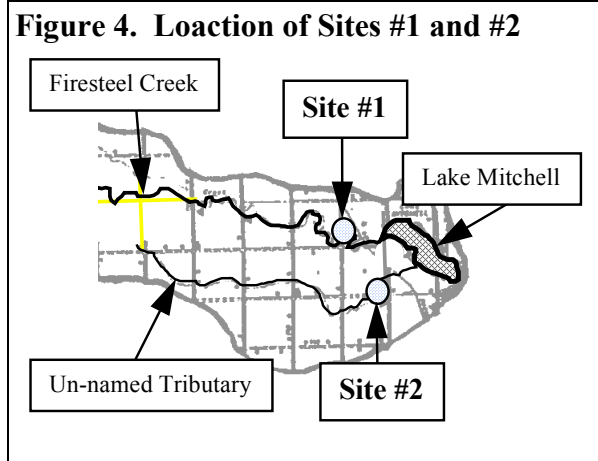 Figure 4.  Loaction of Sites #1 and #2
Firesteel Creek
Site #1
Lake Mitchell
Un-named Tributary
Site #2